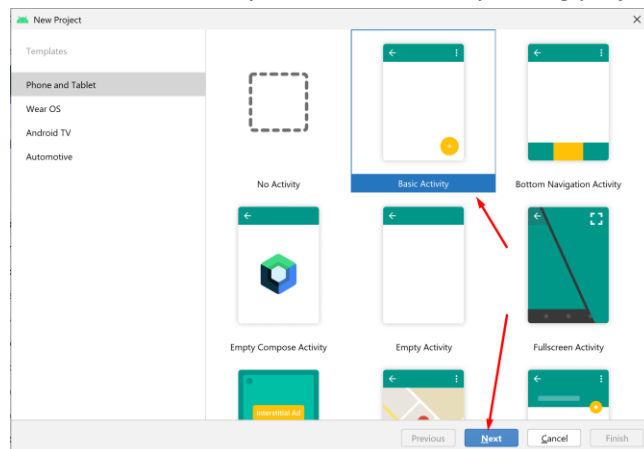 New Project
Templates
Phone and Tablet
Wear OS
Android TV
Automotive
No Activity
Basic Activity
Bottom Navigation Activity
Empty Compose Activity
Empty Activity
Fullscreen Activity
Interstitial Ad
Previous
Next
Cancel
Finish